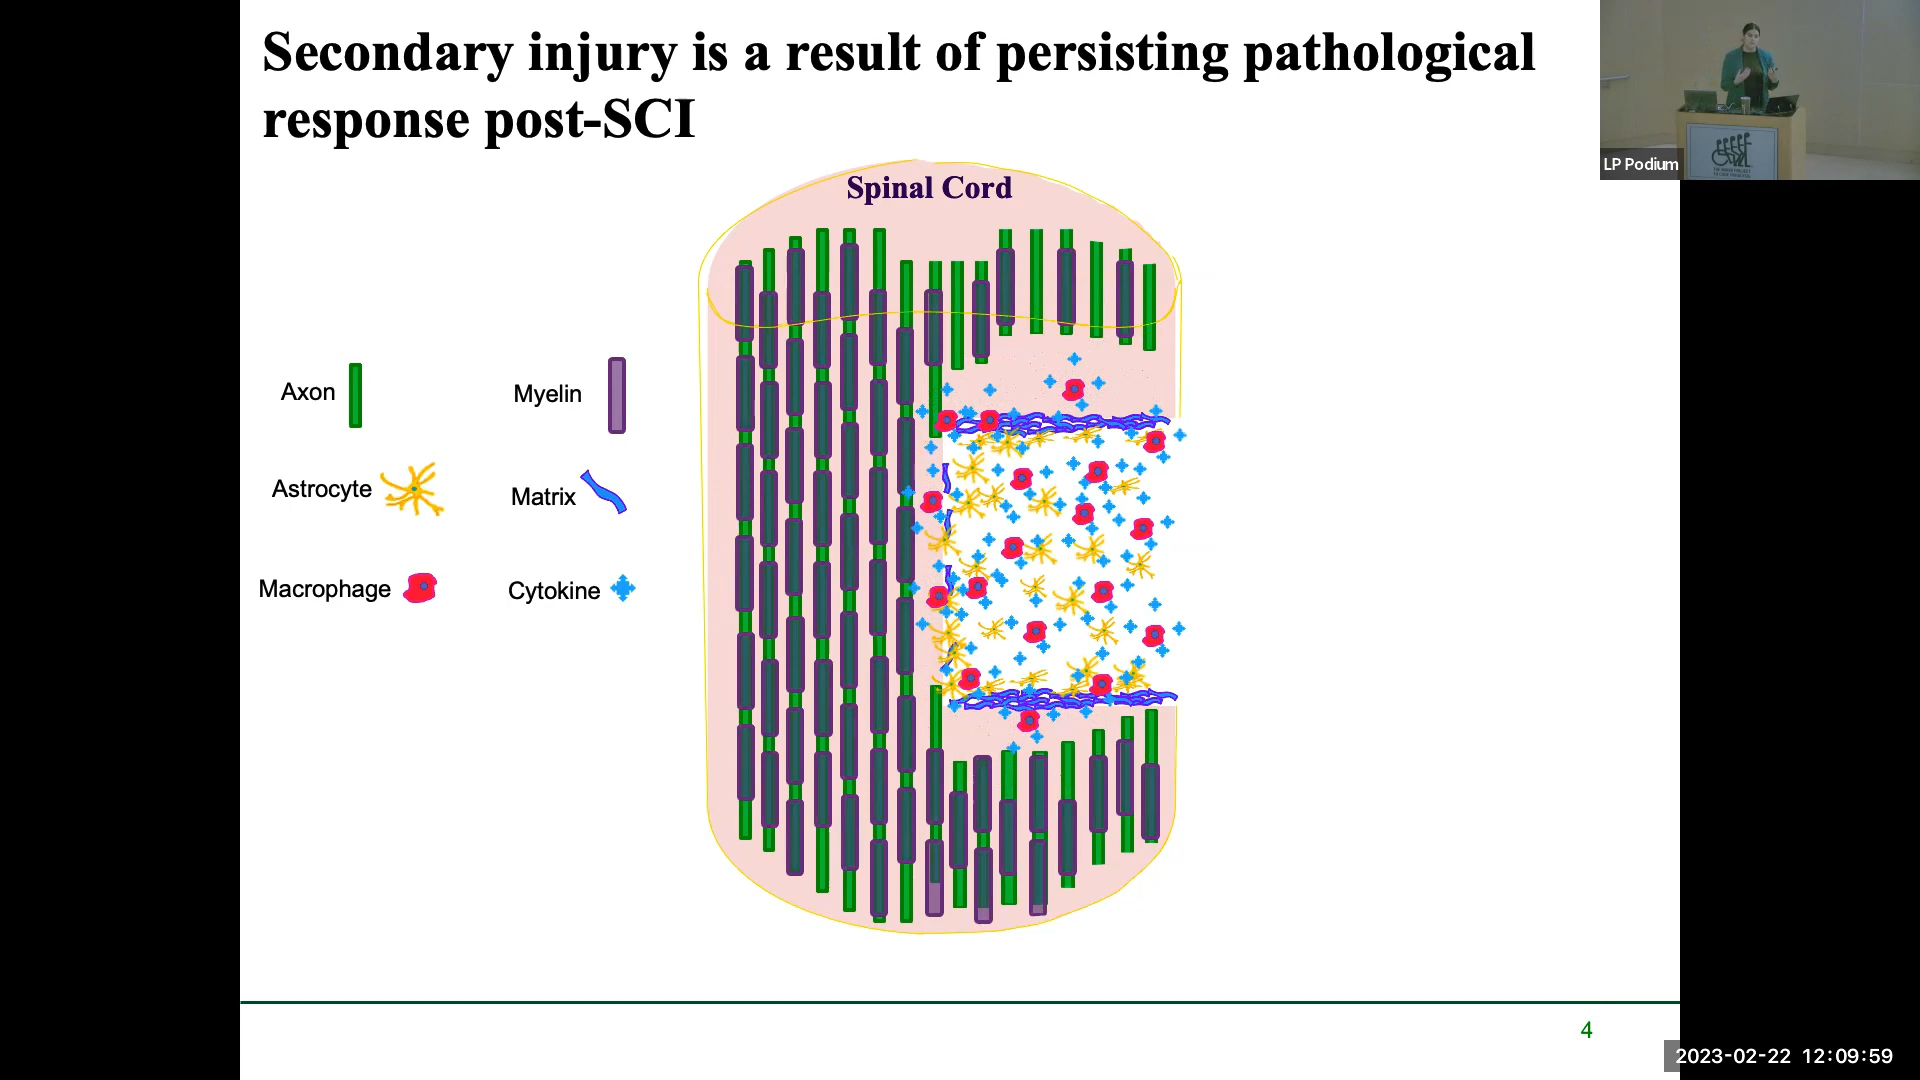 Secondary injury is a result of persisting pathological
response post-SCI
LP Podium
Spinal Cord
Axon
Myelin
Astrocyte
Matrix
Macrophage
Cytokine
4
2023-02-22 12:09:59